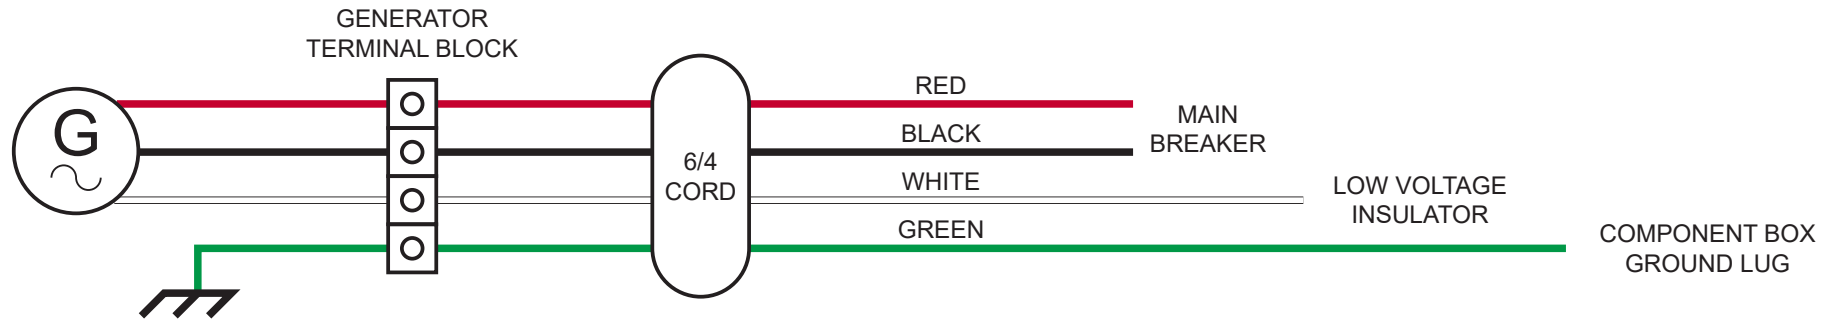 GENERATOR
TERMINAL BLOCK
G
6/4
CORD
RED
BLACK
WHITE
GREEN
MAIN
BREAKER
LOW VOLTAGE
INSULATOR
COMPONENT BOX
GROUND LUG